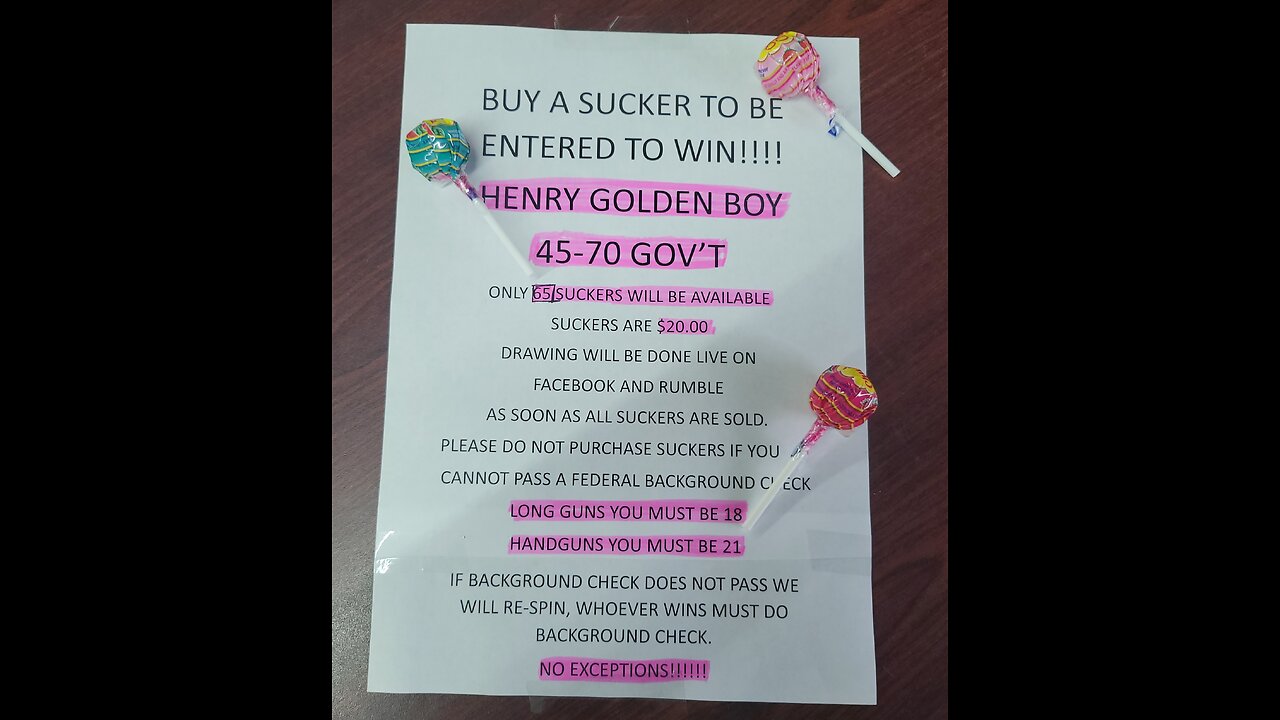 BUY A SUCKER TO BE
ENTERED TO WIN!!!!
HENRY GOLDEN BOY
45-70 GOV'T
ONLY 65 SUCKERS WILL BE AVAILABLE
SUCKERS ARE $20.00
DRAWING WILL BE DONE LIVE ON
FACEBOOK AND RUMBLE
AS SOON AS ALL SUCKERS ARE SOLD.
PLEASE DO NOT PURCHASE SUCKERS IF YOU
CANNOT PASS A FEDERAL BACKGROUND CHECK
LONG GUNS YOU MUST BE 18
HANDGUNS YOU MUST BE 21
IF BACKGROUND CHECK DOES NOT PASS WE
WILL RE-SPIN, WHOEVER WINS MUST DO
BACKGROUND CHECK.
NO EXCEPTIONS!!!!!!